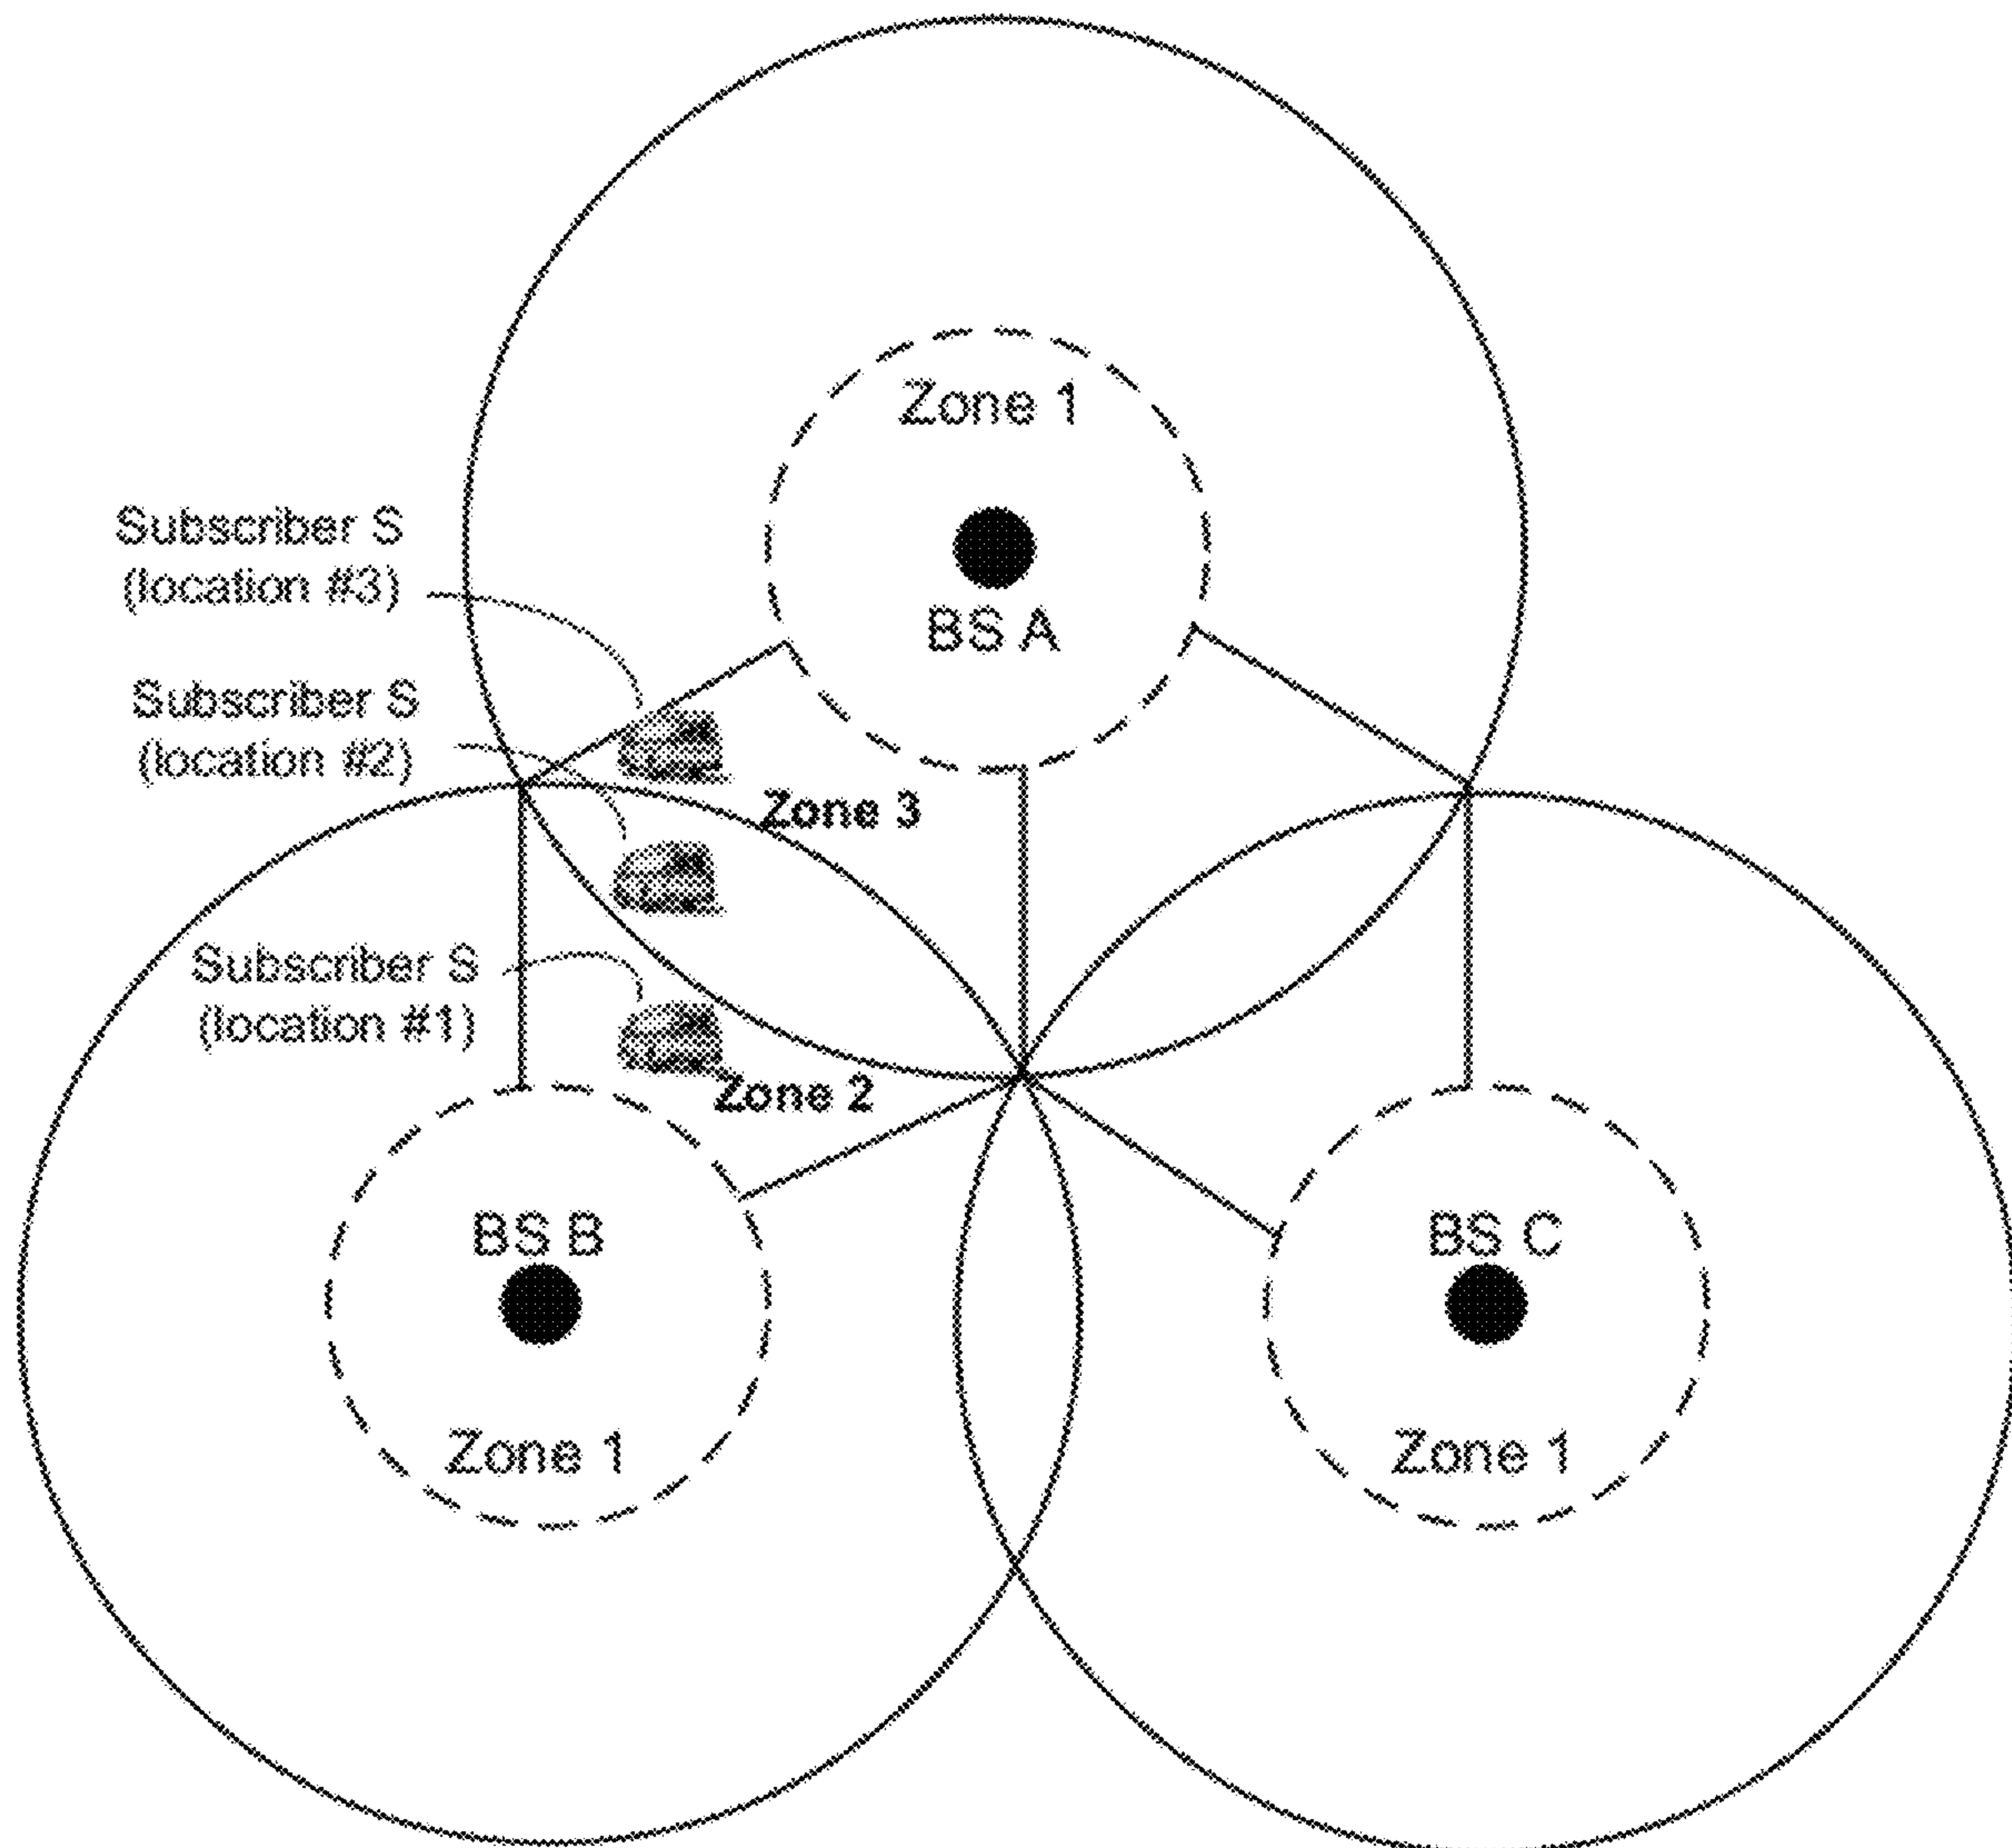 Zone 1
BS A
Subscriber S
(location #3)
Subscriber S
(location #2)
Zone 3
Subscriber S
(location #1)
Zone 2
BS B
Zone 1
BS C
Zone 1